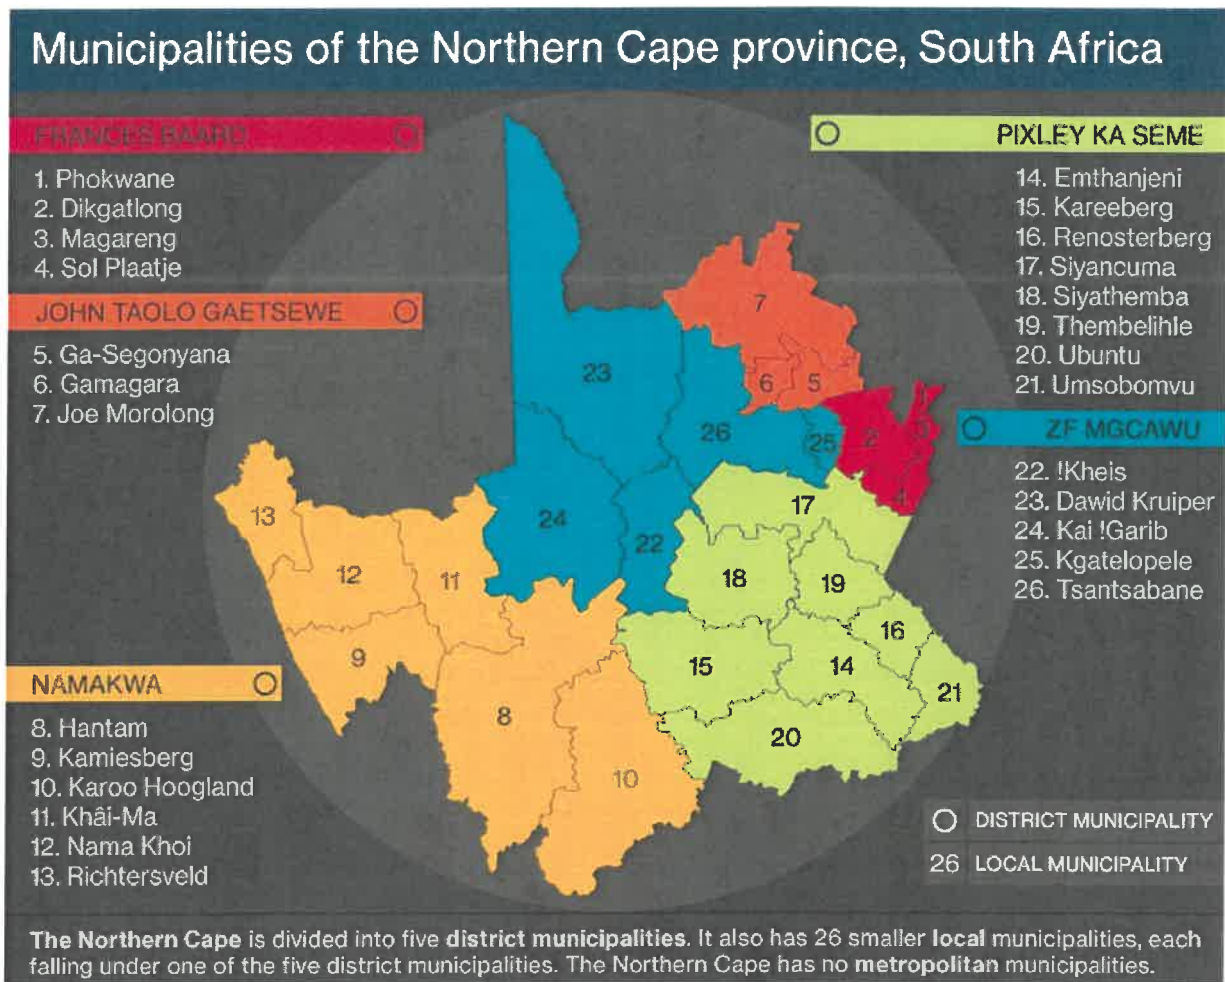 Municipalities of the Northern Cape province, South Africa
FRANCES BAARD
1. Phokwane
2. Dikgatlong
3. Magareng
4. Sol Plaatje
JOHN TAOLO GAETSEWE
5. Ga-Segonyana
6. Gamagara
7. Joe Morolong
NAMAKWA
8. Hantam
9. Kamiesberg
10. Karoo Hoogland
11. Khâi-Ma
12. Nama Khoi
13. Richtersveld
PIXLEY KA SEME
14. Emthanjeni
15. Kareeberg
16. Renosterberg
17. Siyancuma
18. Siyathemba
19. Thembelihle
20. Ubuntu
21. Umsobomvu
ZF MGCAWU
22. !Kheis
23. Dawid Kruiper
24. Kai !Garib
25. Kgatelopele
26. Tsantsabane
7
23
6
5
26
25
2
3
4
17
13
24
22
12
11
18
19
16
9
15
14
21
8
20
10
DISTRICT MUNICIPALITY
26 LOCAL MUNICIPALITY
The Northern Cape is divided into five district municipalities. It also has 26 smaller local municipalities, each
falling under one of the five district municipalities. The Northern Cape has no metropolitan municipalities.